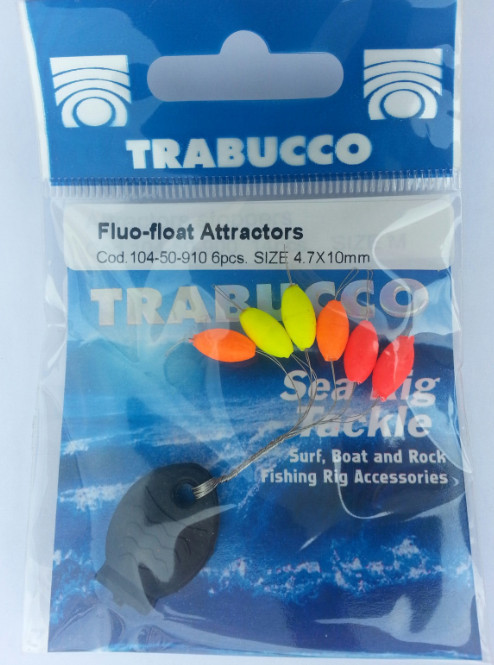 TRABUCCO
Fluo-float Attractors
Cod.104-50-910 6pcs. SIZE 4.7X10mm
TRABUCCO
Sea Rig
Tackle
Surf, Boat and Rock
Fishing Rig Accessories